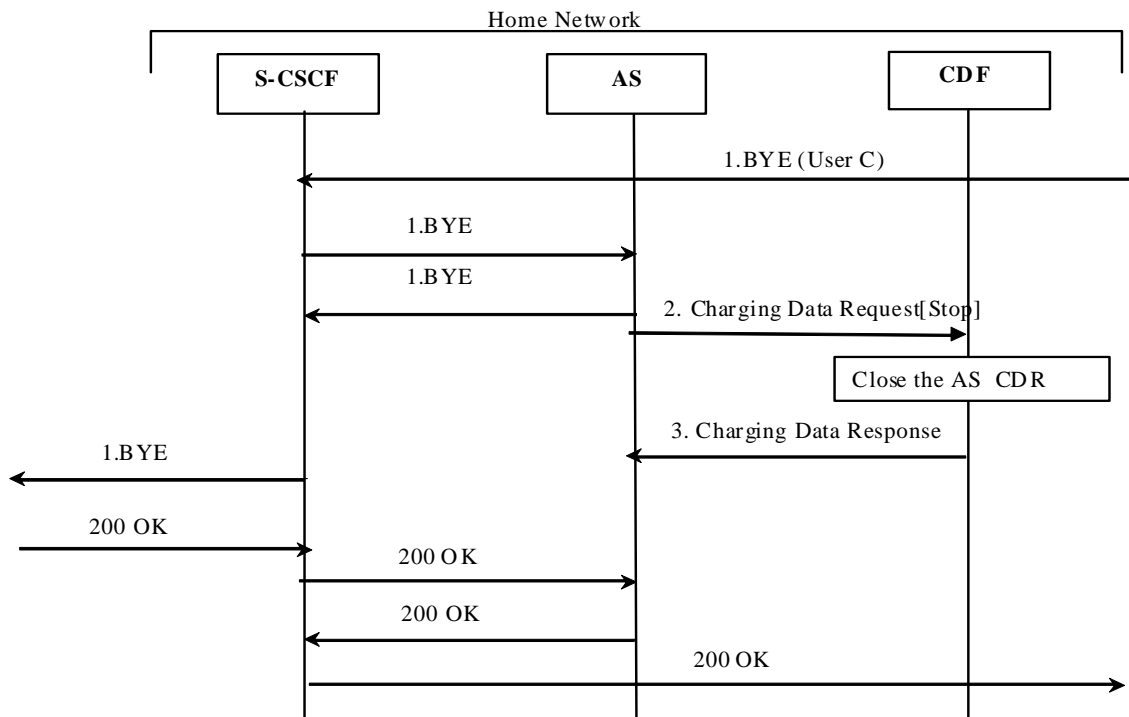 Home Network
S-CSCF
AS
CDF
1.BYE (User C)
1.BYE
1.BYE
2. Charging Data Request[Stop]
Close the AS CDR
3. Charging Data Response
1.BYE
200 OK
200 OK
200 OK
200 OK